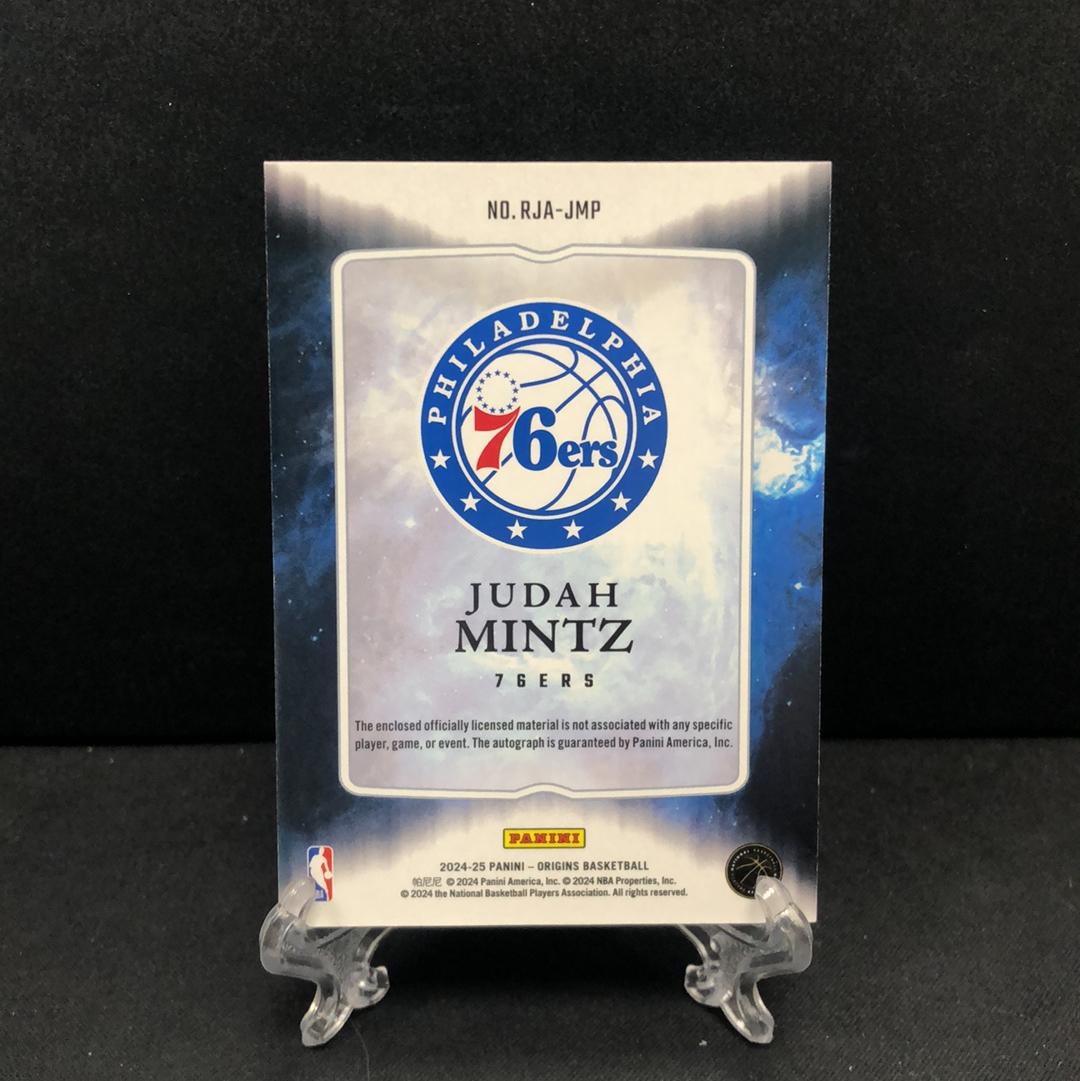 NO. RJA-JMP
PHILADELPHIA
76ers
JUDAH
MINTZ
76ERS
The enclosed officially licensed material is not associated with any specific
player, game, or event. The autograph is guaranteed by Panini America, Inc.
PANINI
2024-25 PANINI – ORIGINS BASKETBALL
帕尼尼 © 2024 Panini America, Inc. © 2024 NBA Properties, Inc.
© 2024 the National Basketball Players Association. All rights reserved.
NATIONAL